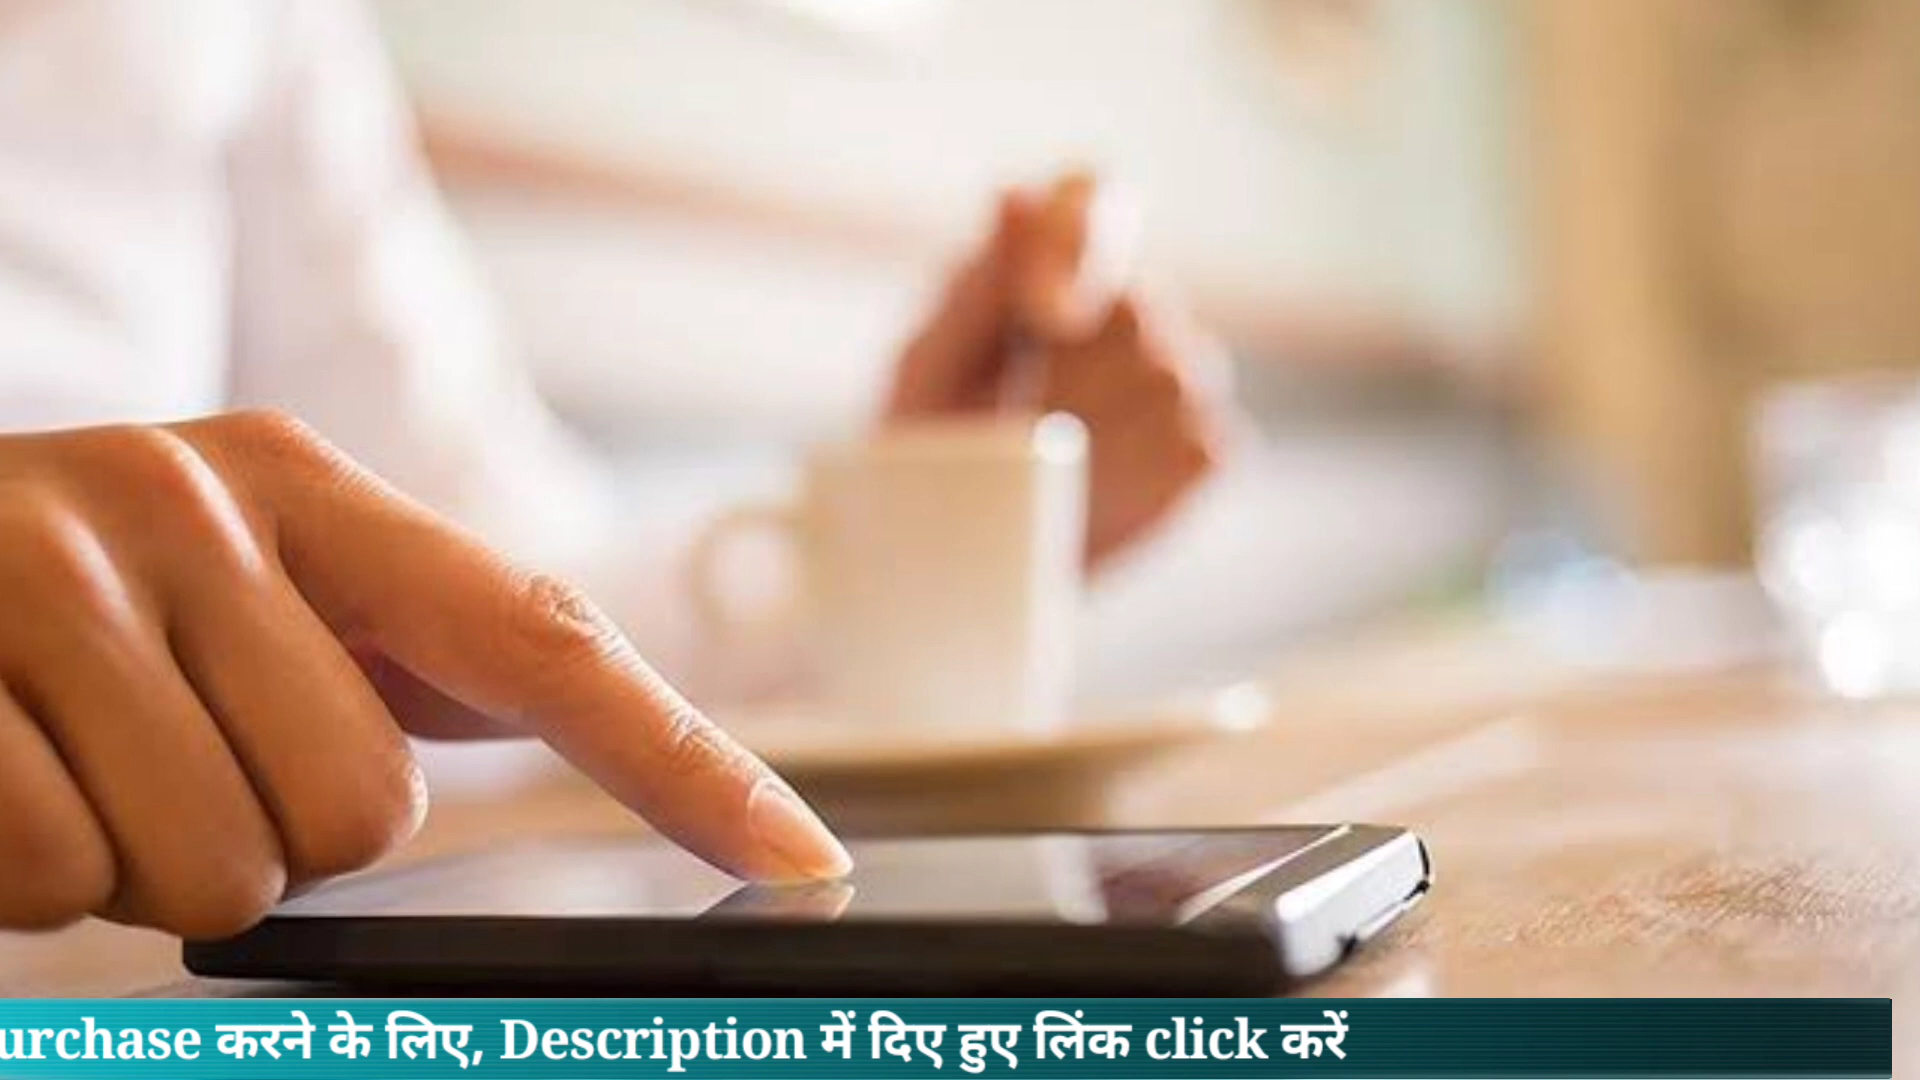 urchase करने के लिए, Description में दिए हुए लिंक click करें